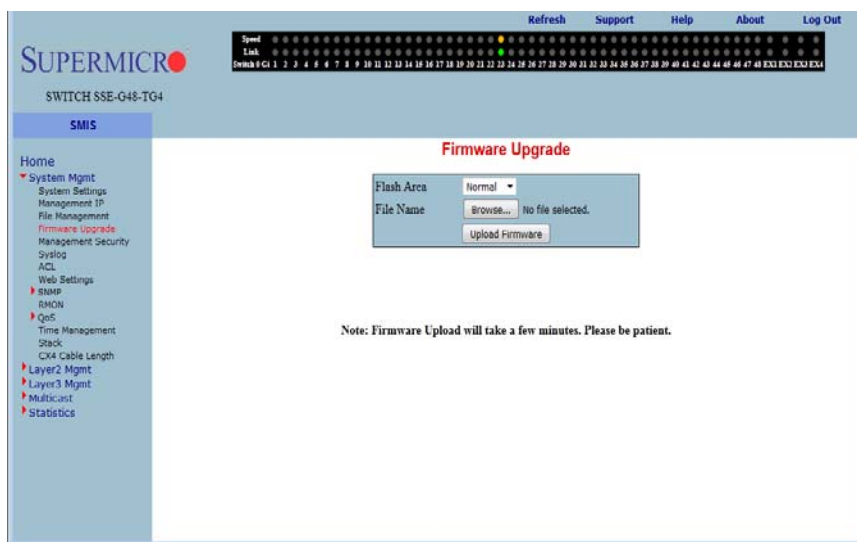 Refresh Support Help About Log Out
SUPERMICRO
Speed
Link
Switch 0 Gi 1 2 3 4 5 6 7 8 9 10 11 12 13 14 15 16 17 18 19 20 21 22 23 24 25 26 27 28 29 30 31 32 33 34 35 36 37 38 39 40 41 42 43 44 45 46 47 48 EX1 EX2 EX3 EX4
SWITCH SSE-G48-TG4
SMIS
Home
System Mgmt
System Settings
Management IP
File Management
Firmware Upgrade
Management Security
Syslog
ACL
Web Settings
SNMP
RMON
QoS
Time Management
Stack
CX4 Cable Length
Layer2 Mgmt
Layer3 Mgmt
Multicast
Statistics
Firmware Upgrade
Flash Area Normal
File Name Browse... No file selected.
Upload Firmware
Note: Firmware Upload will take a few minutes. Please be patient.